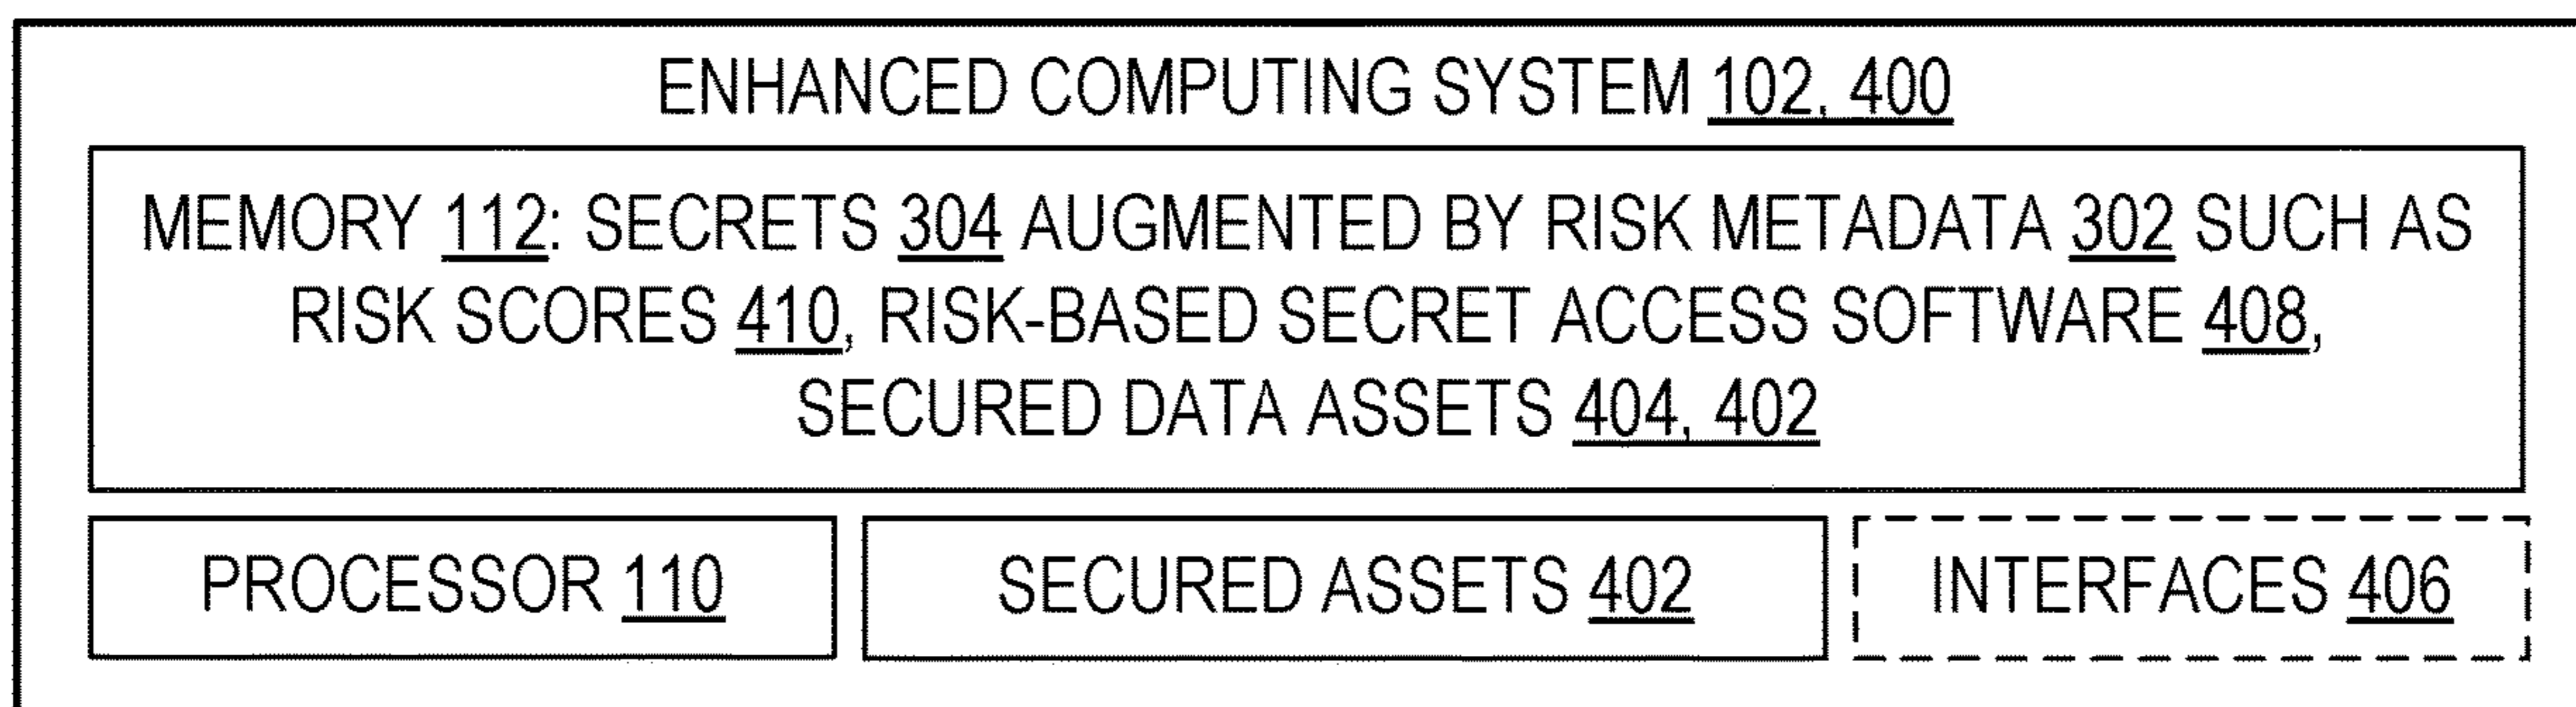 ENHANCED COMPUTING SYSTEM 102, 400
MEMORY 112: SECRETS 304 AUGMENTED BY RISK METADATA 302 SUCH AS
RISK SCORES 410, RISK-BASED SECRET ACCESS SOFTWARE 408,
SECURED DATA ASSETS 404, 402
PROCESSOR 110
SECURED ASSETS 402
INTERFACES 406